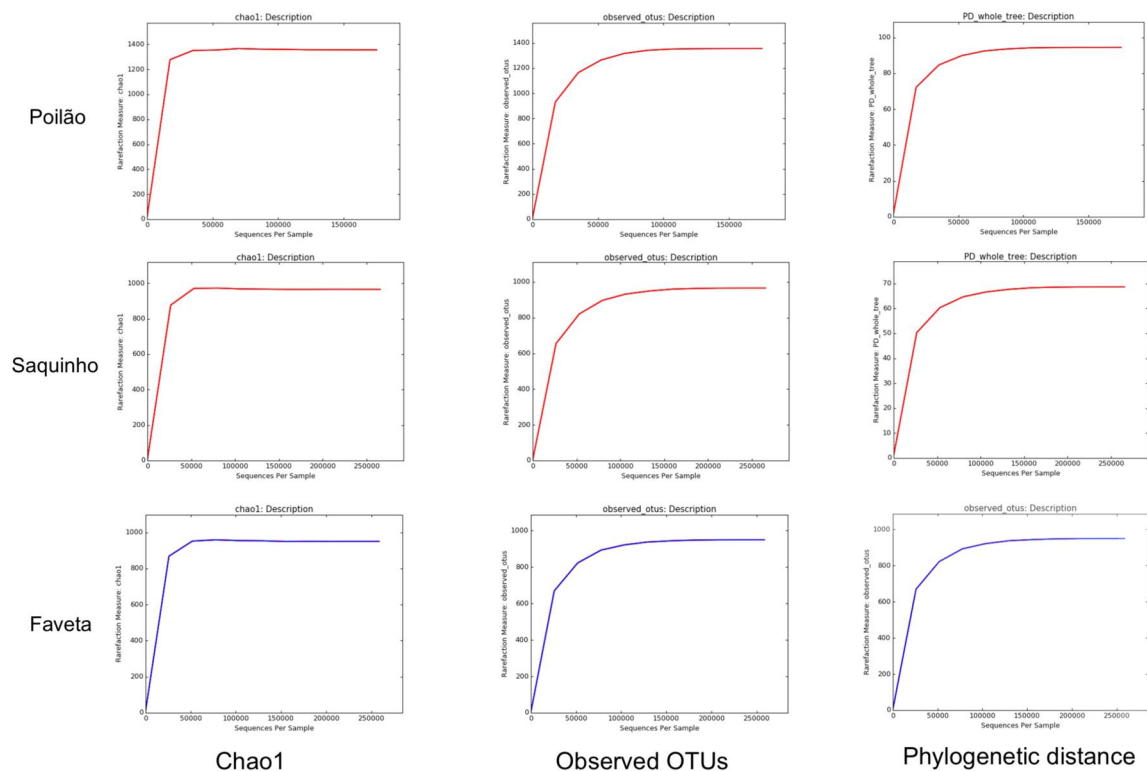 chao1: Description
Rarefaction Measure: chao1
1400
1200
1000
800
600
400
200
0
0 50000 100000 150000
Sequences Per Sample
observed_otus: Description
Rarefaction Measure: observed_otus
1400
1200
1000
800
600
400
200
0
0 50000 100000 150000
Sequences Per Sample
PD_whole_tree: Description
Rarefaction Measure: PD_whole_tree
100
80
60
40
20
0
0 50000 100000 150000
Sequences Per Sample
Poilão
chao1: Description
Rarefaction Measure: chao1
1000
800
600
400
200
0
0 50000 100000 150000 200000 250000
Sequences Per Sample
observed_otus: Description
Rarefaction Measure: observed_otus
1000
800
600
400
200
0
0 50000 100000 150000 200000 250000
Sequences Per Sample
PD_whole_tree: Description
Rarefaction Measure: PD_whole_tree
70
60
50
40
30
20
10
0
0 50000 100000 150000 200000 250000
Sequences Per Sample
Saquinho
chao1: Description
Rarefaction Measure: chao1
1000
800
600
400
200
0
0 50000 100000 150000 200000 250000
Sequences Per Sample
observed_otus: Description
Rarefaction Measure: observed_otus
1000
800
600
400
200
0
0 50000 100000 150000 200000 250000
Sequences Per Sample
observed_otus: Description
Rarefaction Measure: observed_otus
1000
800
600
400
200
0
0 50000 100000 150000 200000 250000
Sequences Per Sample
Faveta
Chao1
Observed OTUs
Phylogenetic distance